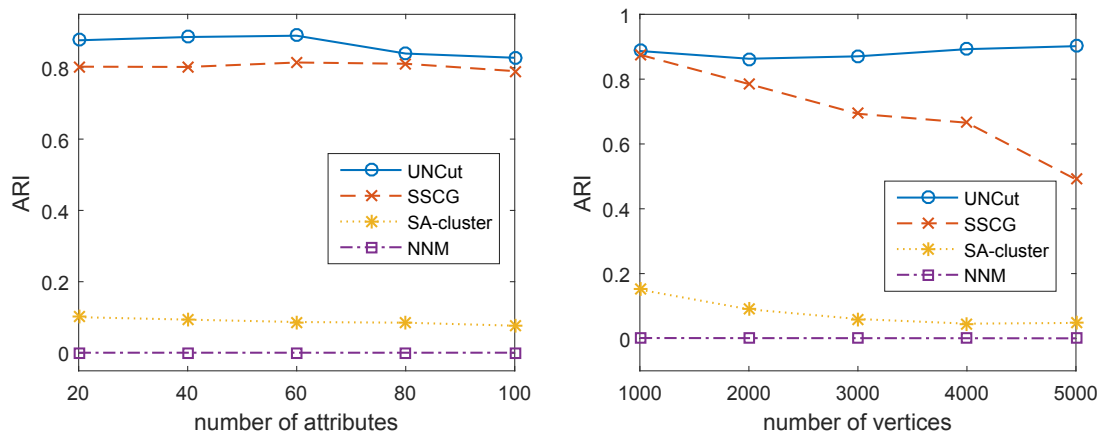 0.8
0.6
0.4
0.2
0
20
40
60
80
100
number of attributes
ARI
UNCut
SSCG
SA-cluster
NNM
1
0.8
0.6
0.4
0.2
0
-0.1
1000
2000
3000
4000
5000
number of vertices
ARI
UNCut
SSCG
SA-cluster
NNM